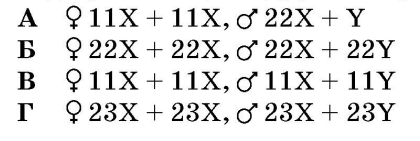 А ♀ 11X + 11X, ♂ 22X + Y
Б ♀ 22X + 22X, ♂ 22X + 22Y
В ♀ 11X + 11X, ♂ 11X + 11Y
Г ♀ 23X + 23X, ♂ 23X + 23Y